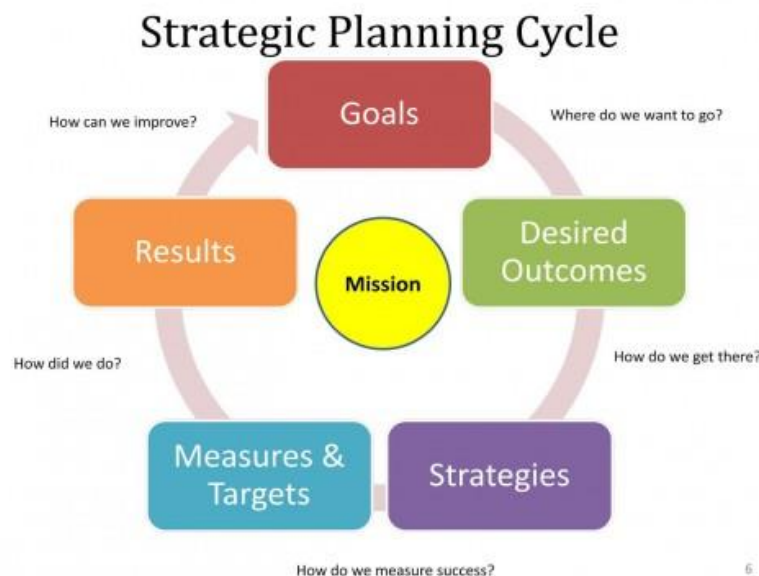 Strategic Planning Cycle
Goals
How can we improve?
Where do we want to go?
Results
Desired
Outcomes
Mission
How did we do?
How do we get there?
Measures &
Targets
Strategies
How do we measure success?
6